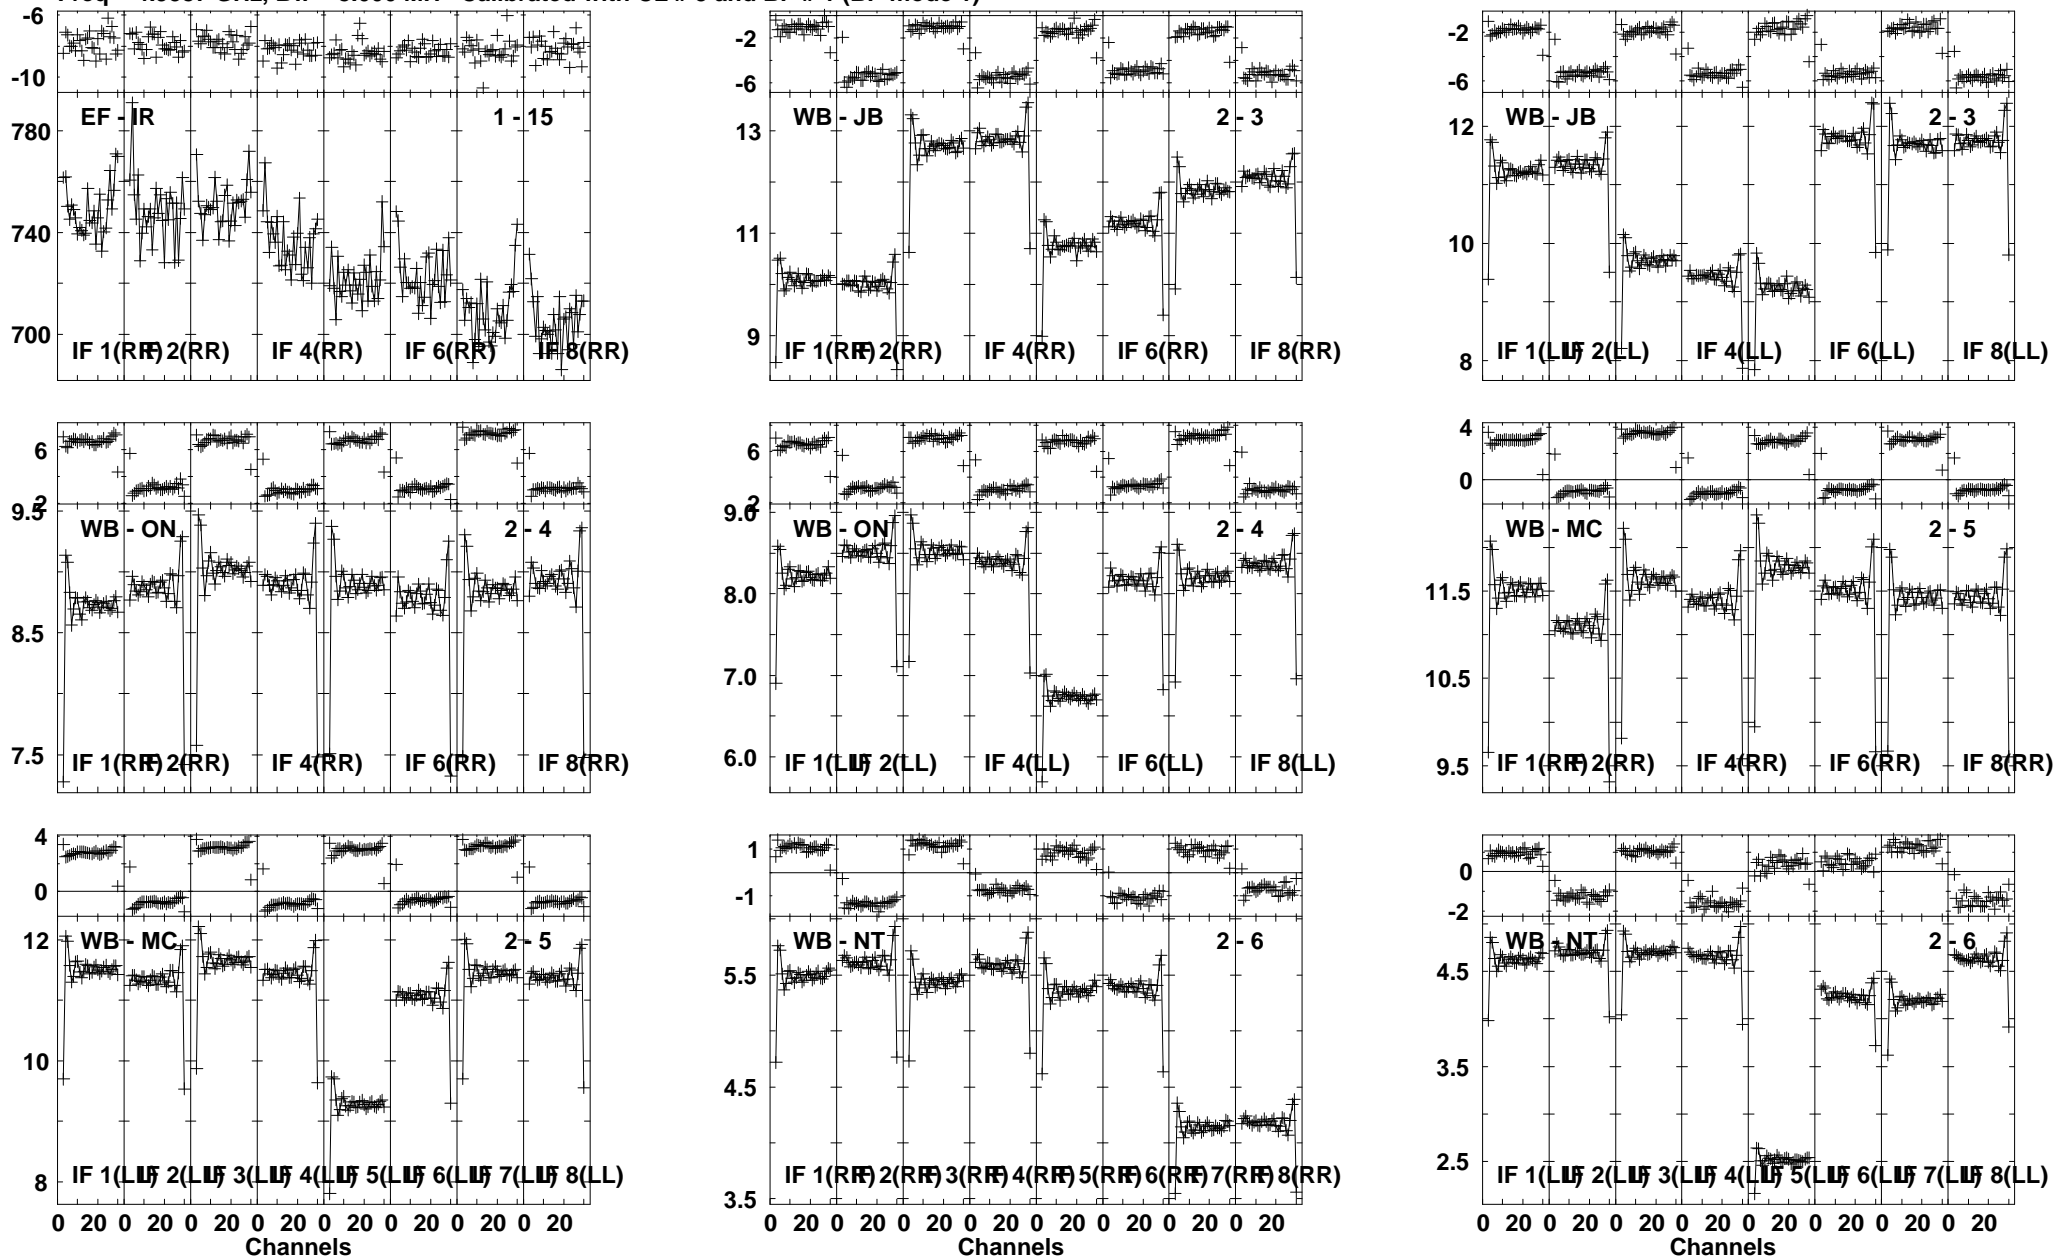 -6
-10
EF - IR
1 - 15
780
740
700
IF 1(RR)
IF 2(RR)
IF 4(RR)
IF 6(RR)
IF 8(RR)
-2
-6
WB - JB
2 - 3
13
11
9
IF 1(RR)
IF 2(RR)
IF 4(RR)
IF 6(RR)
IF 8(RR)
-2
-6
WB - JB
2 - 3
12
10
8
IF 1(LL)
IF 2(LL)
IF 4(LL)
IF 6(LL)
IF 8(LL)
6
2
WB - ON
2 - 4
9.5
8.5
7.5
IF 1(RR)
IF 2(RR)
IF 4(RR)
IF 6(RR)
IF 8(RR)
6
2
WB - ON
2 - 4
9.0
8.0
7.0
6.0
IF 1(LL)
IF 2(LL)
IF 4(LL)
IF 6(LL)
IF 8(LL)
4
0
WB - MC
2 - 5
11.5
10.5
9.5
IF 1(RR)
IF 2(RR)
IF 4(RR)
IF 6(RR)
IF 8(RR)
4
0
WB - MC
2 - 5
12
10
8
IF 1(LL)
IF 2(LL)
IF 3(LL)
IF 4(LL)
IF 5(LL)
IF 6(LL)
IF 7(LL)
IF 8(LL)
0 20 0 20 0 20 0 20 0 20 0 20 0 20 0 20
Channels
1
-1
WB - NT
2 - 6
5.5
4.5
3.5
IF 1(RR)
IF 2(RR)
IF 3(RR)
IF 4(RR)
IF 5(RR)
IF 6(RR)
IF 7(RR)
IF 8(RR)
0 20 0 20 0 20 0 20 0 20 0 20 0 20 0 20
Channels
0
-2
WB - NT
2 - 6
4.5
3.5
2.5
IF 1(LL)
IF 2(LL)
IF 3(LL)
IF 4(LL)
IF 5(LL)
IF 6(LL)
IF 7(LL)
IF 8(LL)
0 20 0 20 0 20 0 20 0 20 0 20 0 20 0 20
Channels